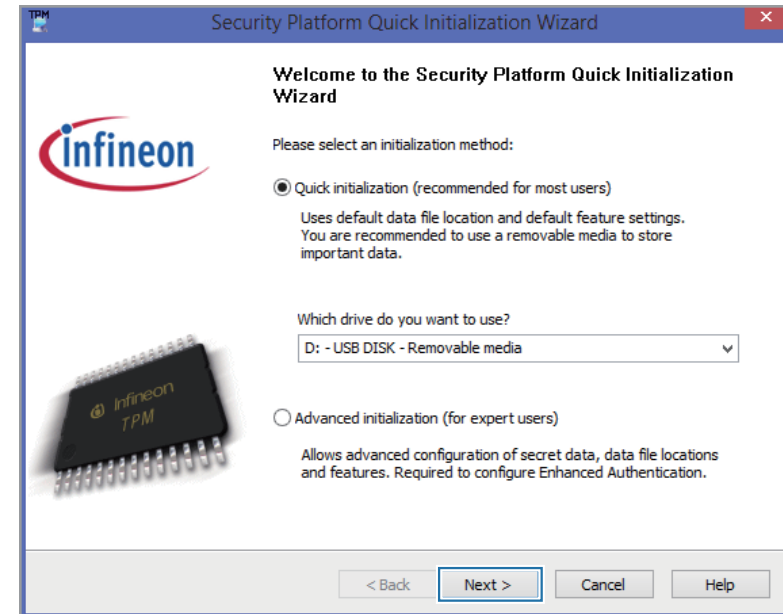 TPM
Security Platform Quick Initialization Wizard
Welcome to the Security Platform Quick Initialization
Wizard
infineon
Please select an initialization method:
Quick initialization (recommended for most users)
Uses default data file location and default feature settings.
You are recommended to use a removable media to store
important data.
Which drive do you want to use?
D: - USB DISK - Removable media
Infineon
TPM
Advanced initialization (for expert users)
Allows advanced configuration of secret data, data file locations
and features. Required to configure Enhanced Authentication.
< Back Next > Cancel Help